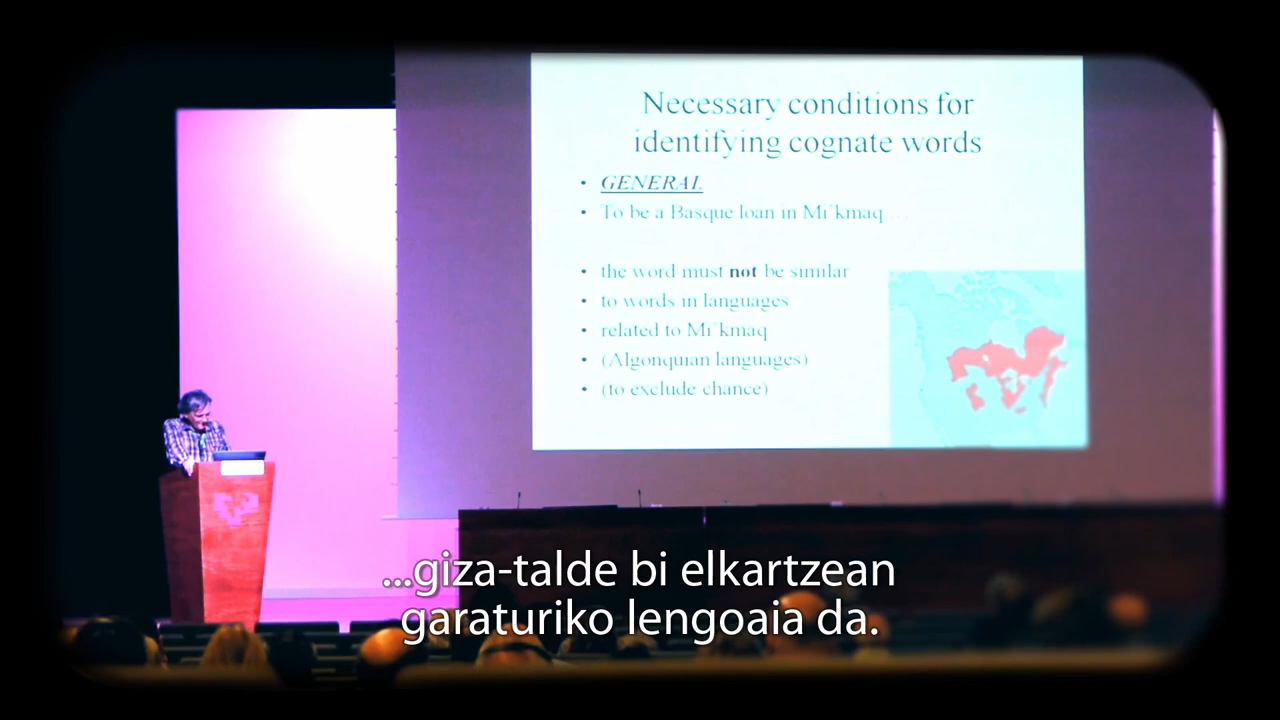 Necessary conditions for
identifying cognate words
• GENERAL
• To be a Basque loan in Mi´kmaq ...
• the word must not be similar
• to words in languages
• related to Mi´kmaq
• (Algonquian languages)
• (to exclude chance)
...giza-talde bi elkartzean
garaturiko lengoaia da.